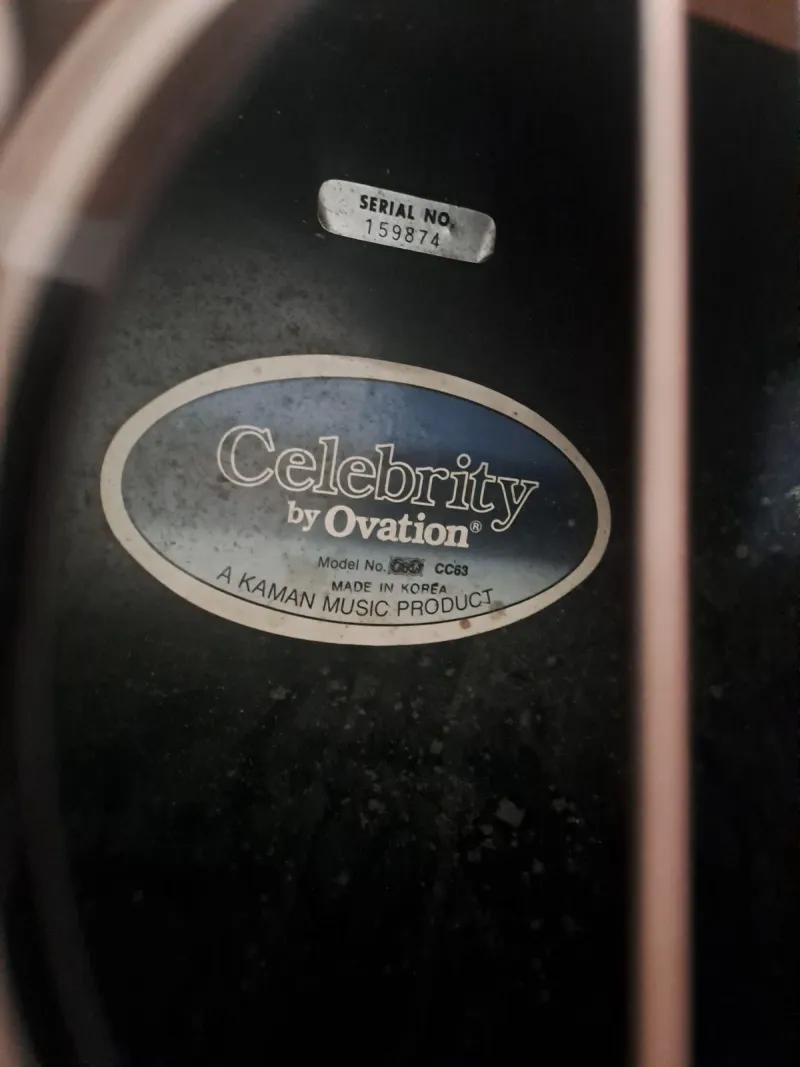 SERIAL NO.
159874
Celebrity
by Ovation®
Model No. CC63
MADE IN KOREA
A KAMAN MUSIC PRODUCT